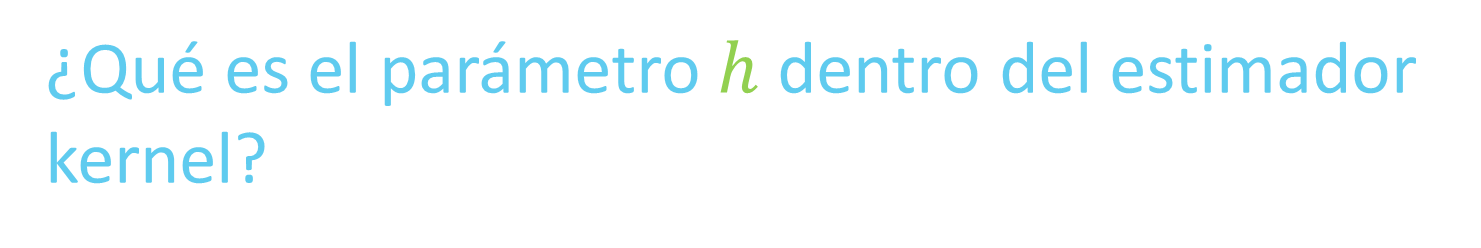 ¿Qué es el parámetro ℎ dentro del estimador
kernel?